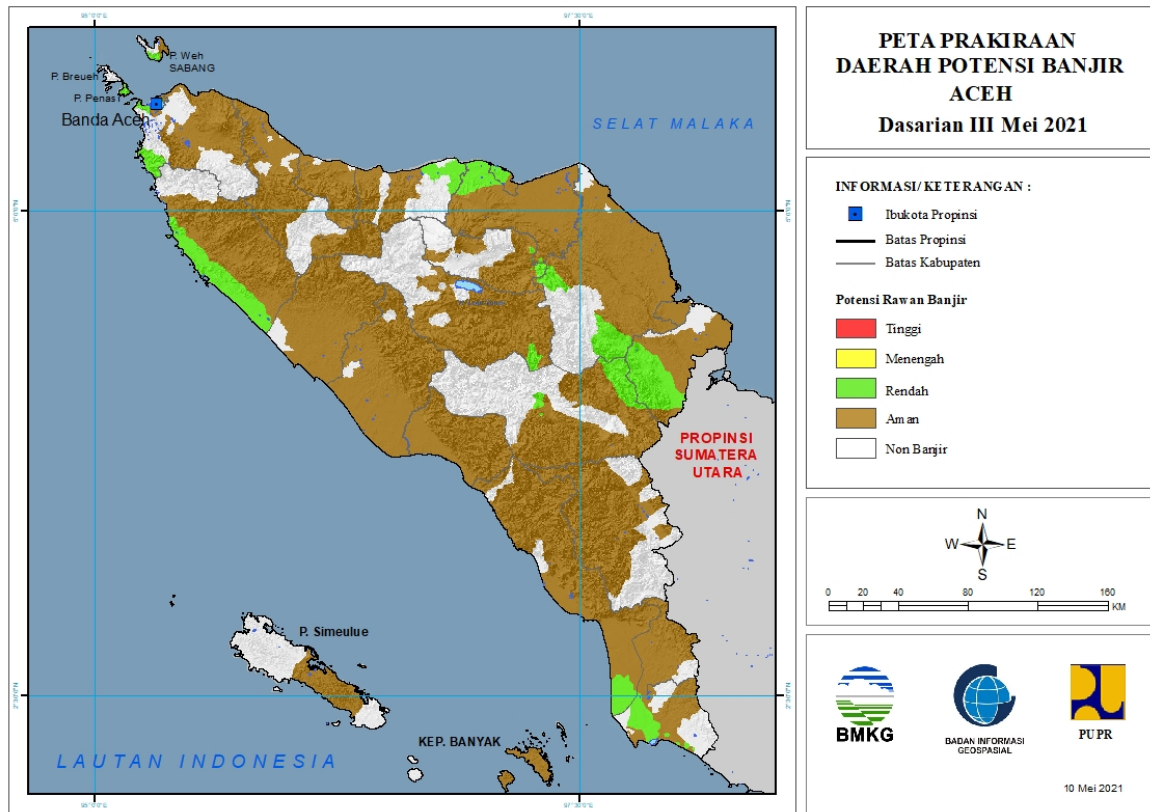 PETA PRAKIRAAN
DAERAH POTENSI BANJIR
ACEH
Dasarian III Mei 2021
INFORMASI/ KETERANGAN :
Ibukota Propinsi
Batas Propinsi
Batas Kabupaten
Potensi Rawan Banjir
Tinggi
Menengah
Rendah
Aman
Non Banjir
N
W E
S
0 20 40 80 120 160
KM
BMKG
BADAN INFORMASI
GEOSPASIAL
PUPR
10 Mei 2021
P. Weh
SABANG
P. Breueh
P. Penasi
Banda Aceh
SELAT MALAKA
PROPINSI
SUMATERA
UTARA
P. Simeulue
KEP. BANYAK
LAUTAN INDONESIA